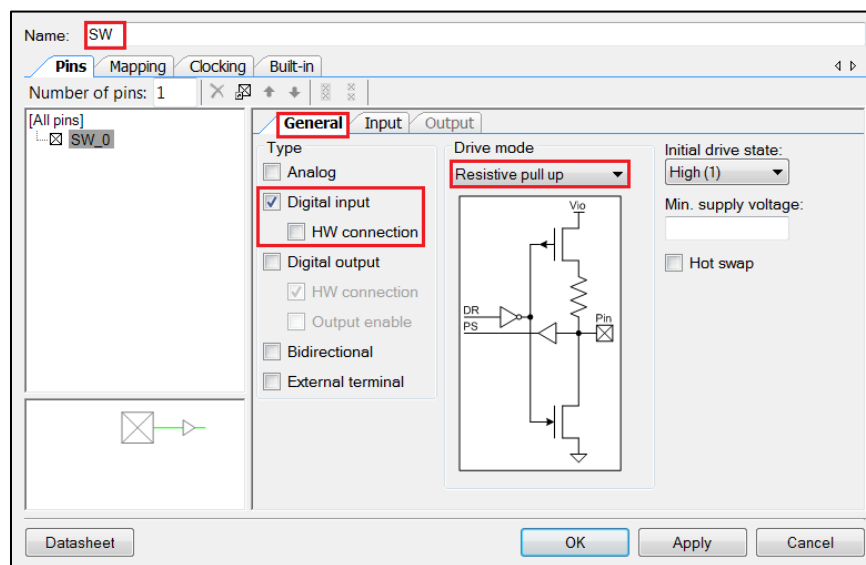 Name: SW
Pins Mapping Clocking Built-in
Number of pins: 1
[All pins]
SW_0
General Input Output
Type
Analog
Digital input
HW connection
Digital output
HW connection
Output enable
Bidirectional
External terminal
Drive mode
Resistive pull up
Vio
DR
PS
Pin
Initial drive state:
High (1)
Min. supply voltage:
Hot swap
Datasheet OK Apply Cancel